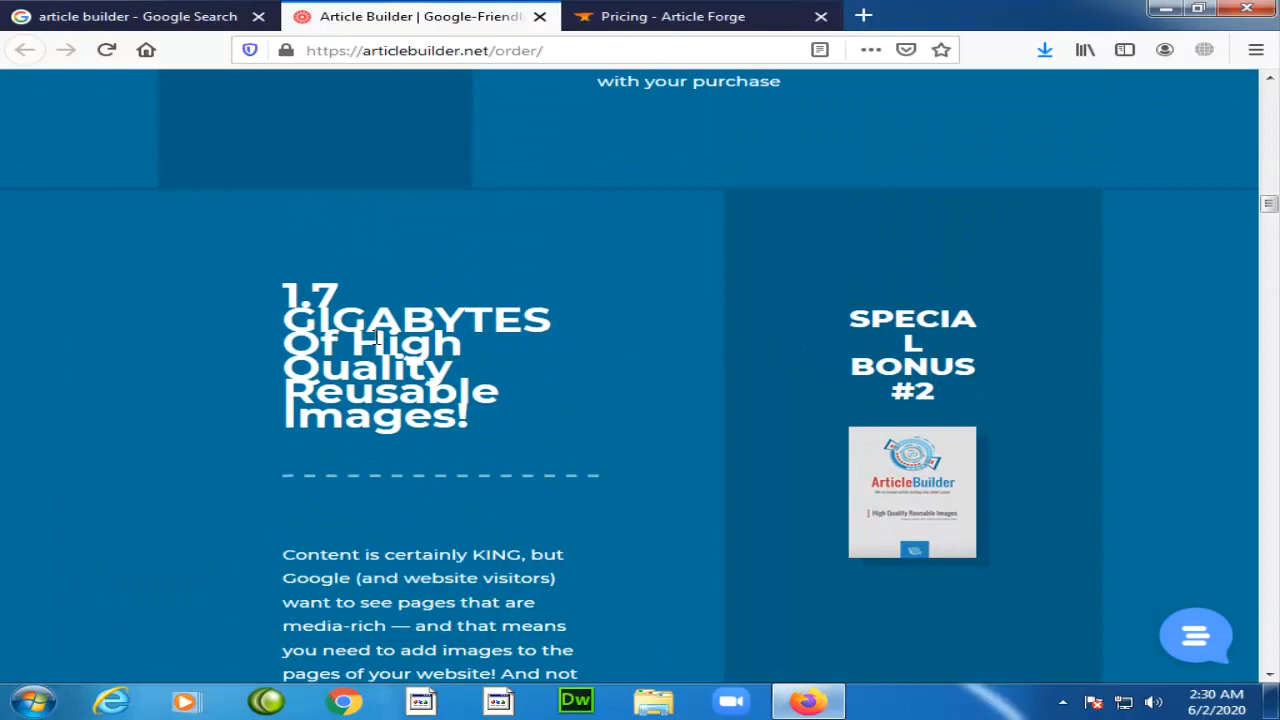 article builder - Google Search
Article Builder | Google-Friendl
Pricing - Article Forge
https://articlebuilder.net/order/
with your purchase
1.7
GIGABYTES
Of High
Quality
Reusable
Images!
Content is certainly KING, but
Google (and website visitors)
want to see pages that are
media-rich — and that means
you need to add images to the
pages of your website! And not
SPECIA
L
BONUS
#2
ArticleBuilder
High Quality Reusable Images
Dw
2:30 AM
6/2/2020